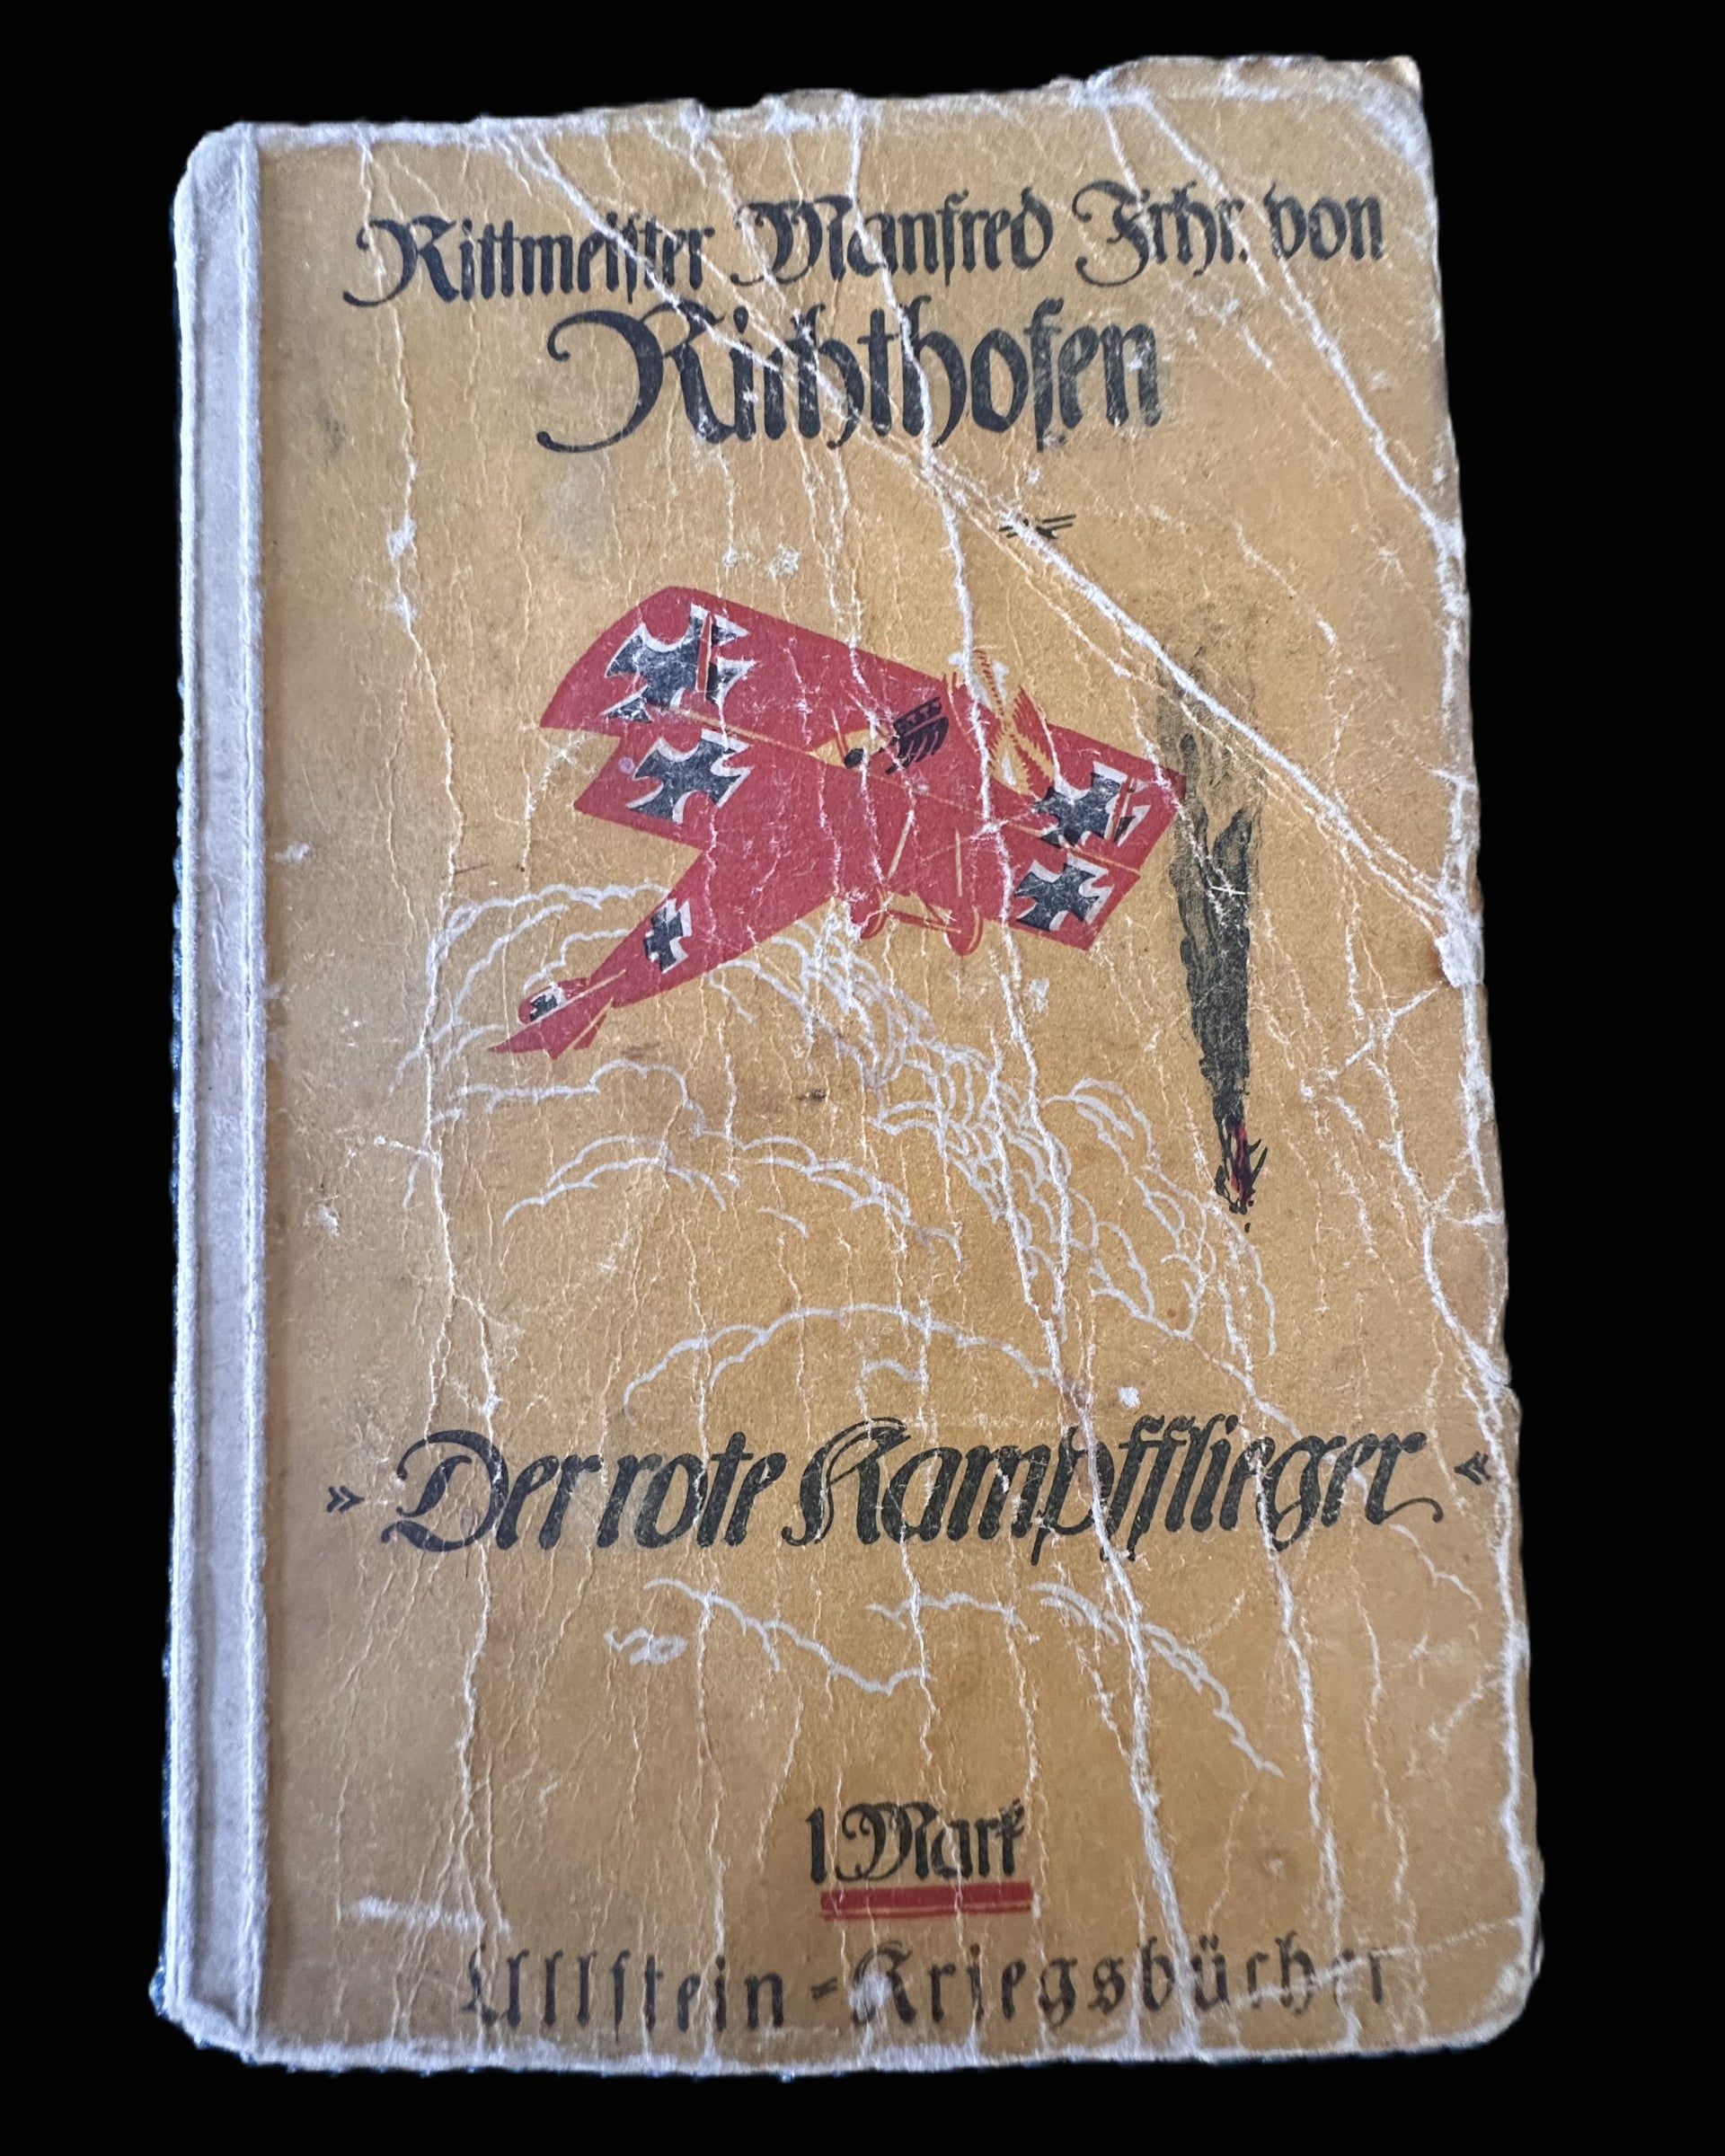 Rittmeister Manfred Frhr. von
Richthofen
Der rote Kampfflieger
1 Mark
Ullstein-Kriegsbücher